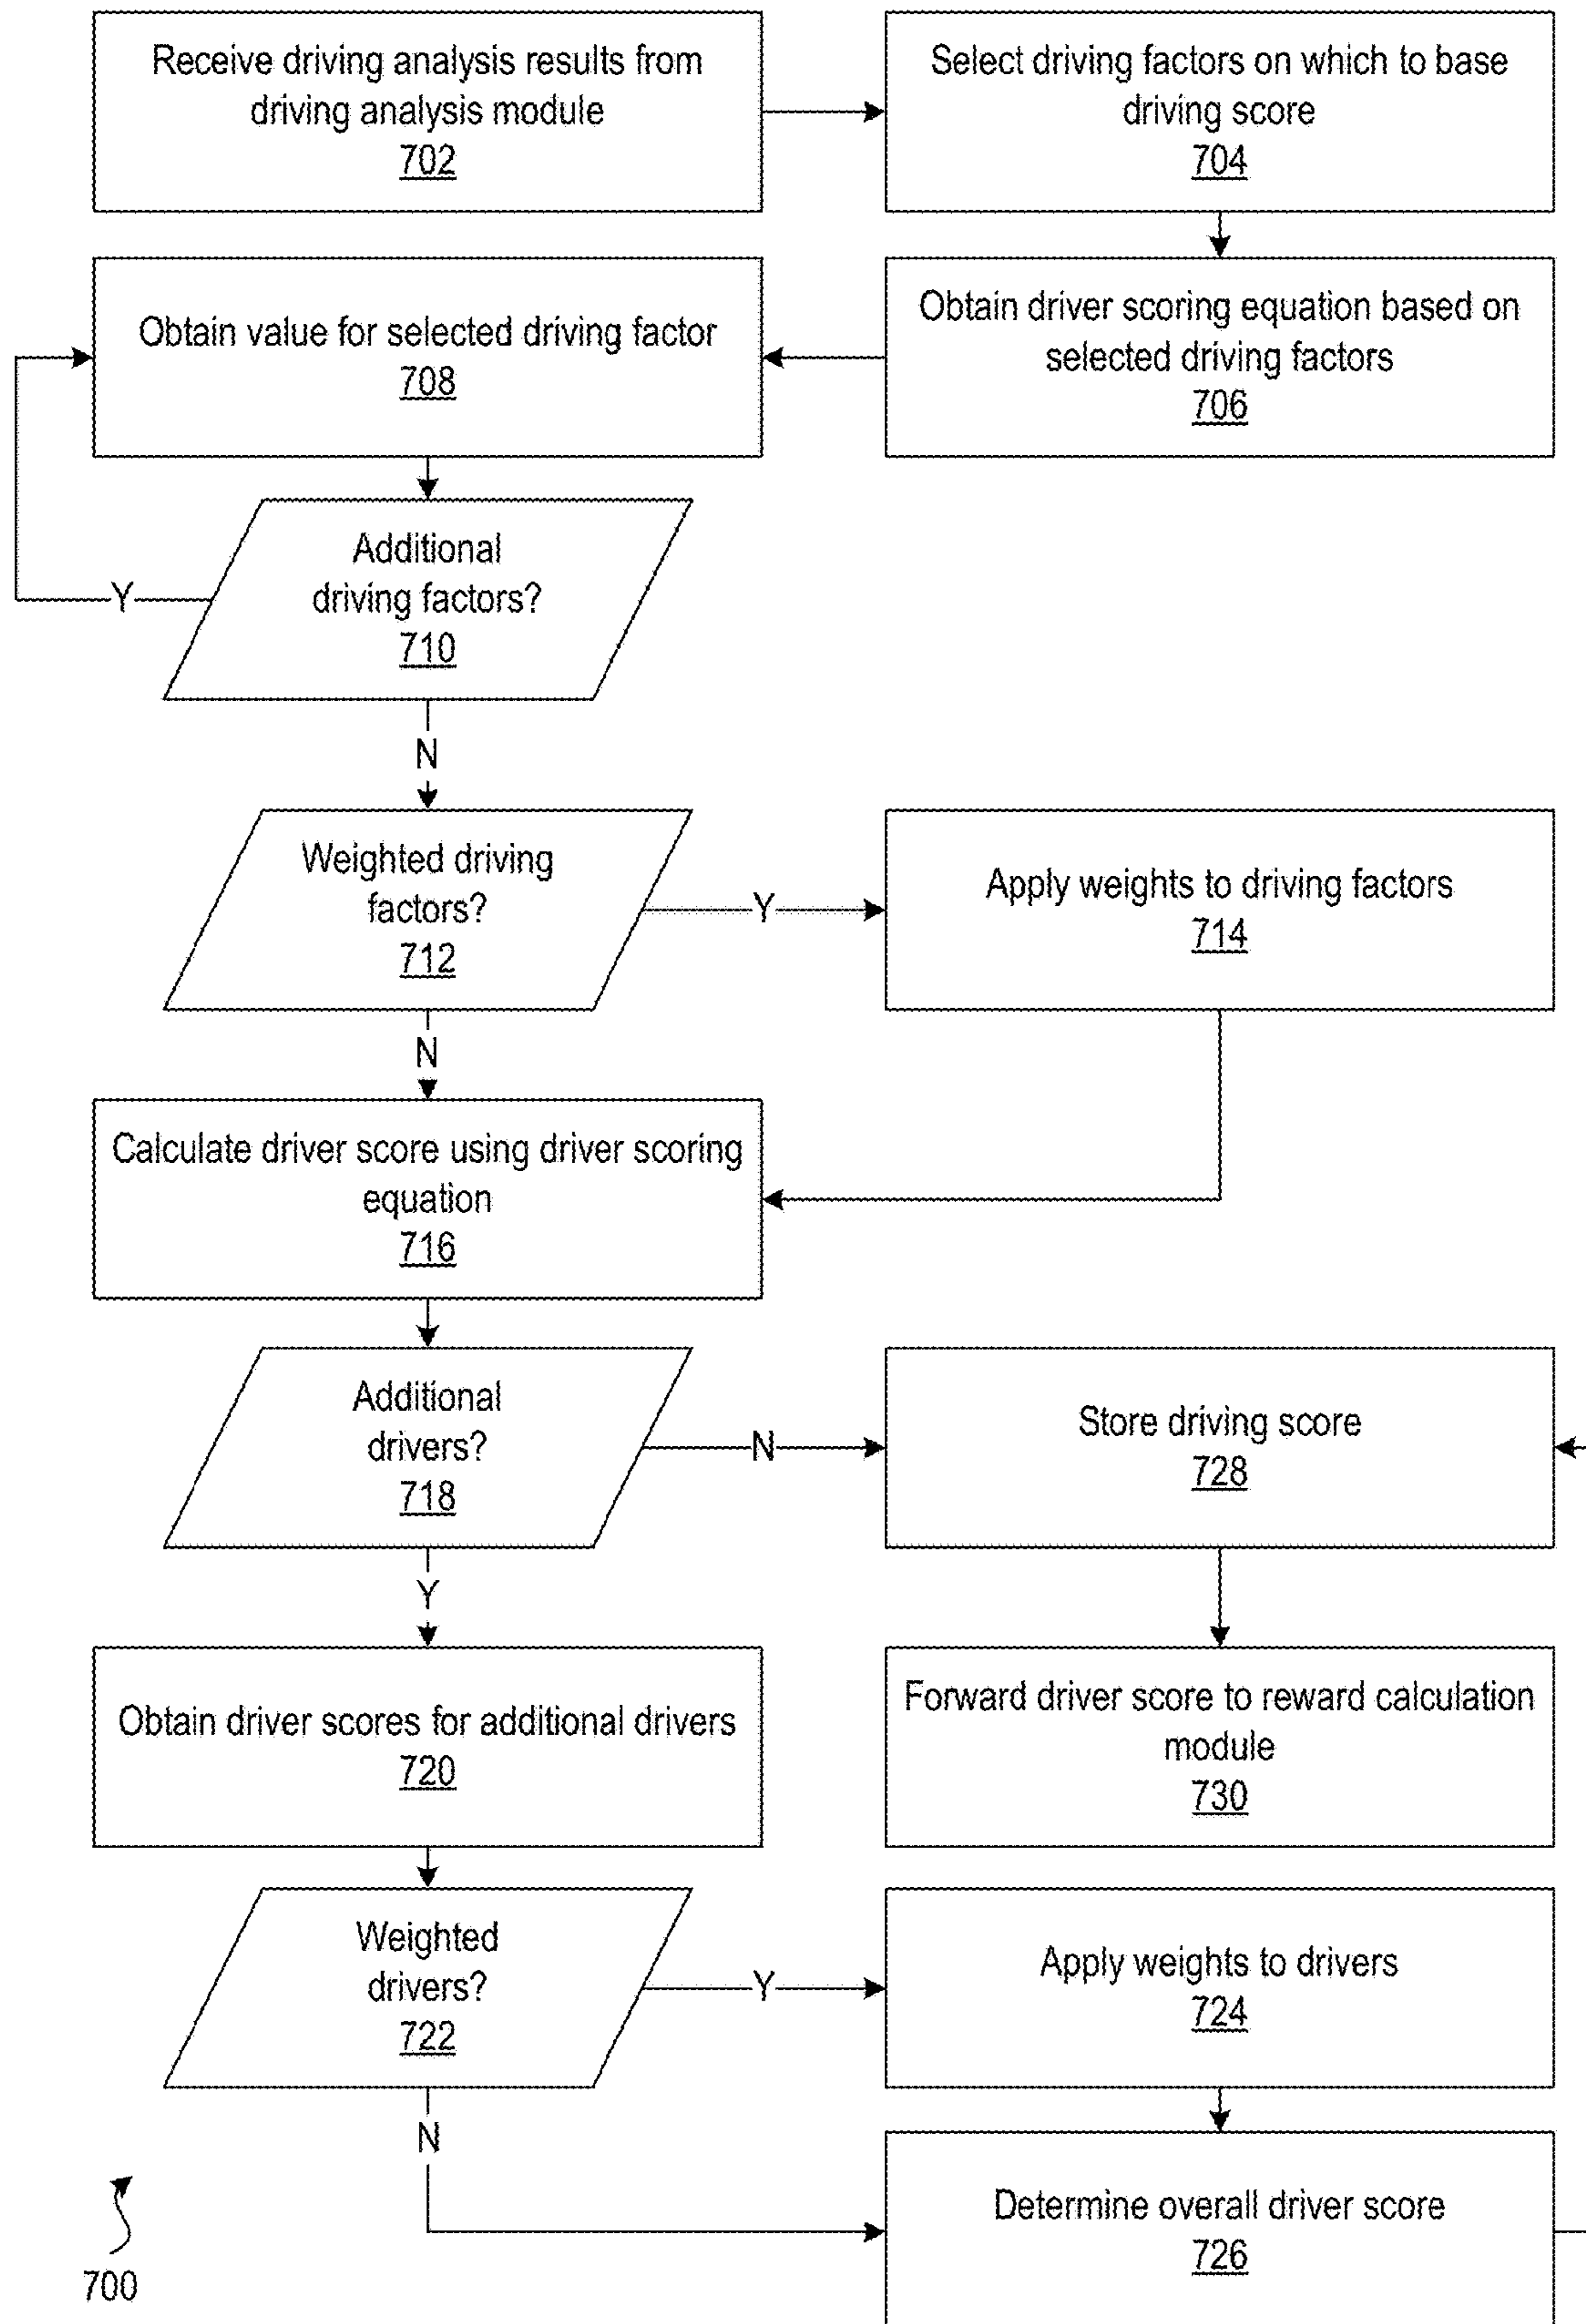 Receive driving analysis results from
driving analysis module
702
Select driving factors on which to base
driving score
704
Obtain value for selected driving factor
708
Obtain driver scoring equation based on
selected driving factors
706
Additional
driving factors?
710
Y
N
Weighted driving
factors?
712
Y
Apply weights to driving factors
714
N
Calculate driver score using driver scoring
equation
716
Additional
drivers?
718
N
Store driving score
728
Y
Obtain driver scores for additional drivers
720
Forward driver score to reward calculation
module
730
Weighted
drivers?
722
Y
Apply weights to drivers
724
N
Determine overall driver score
726
700